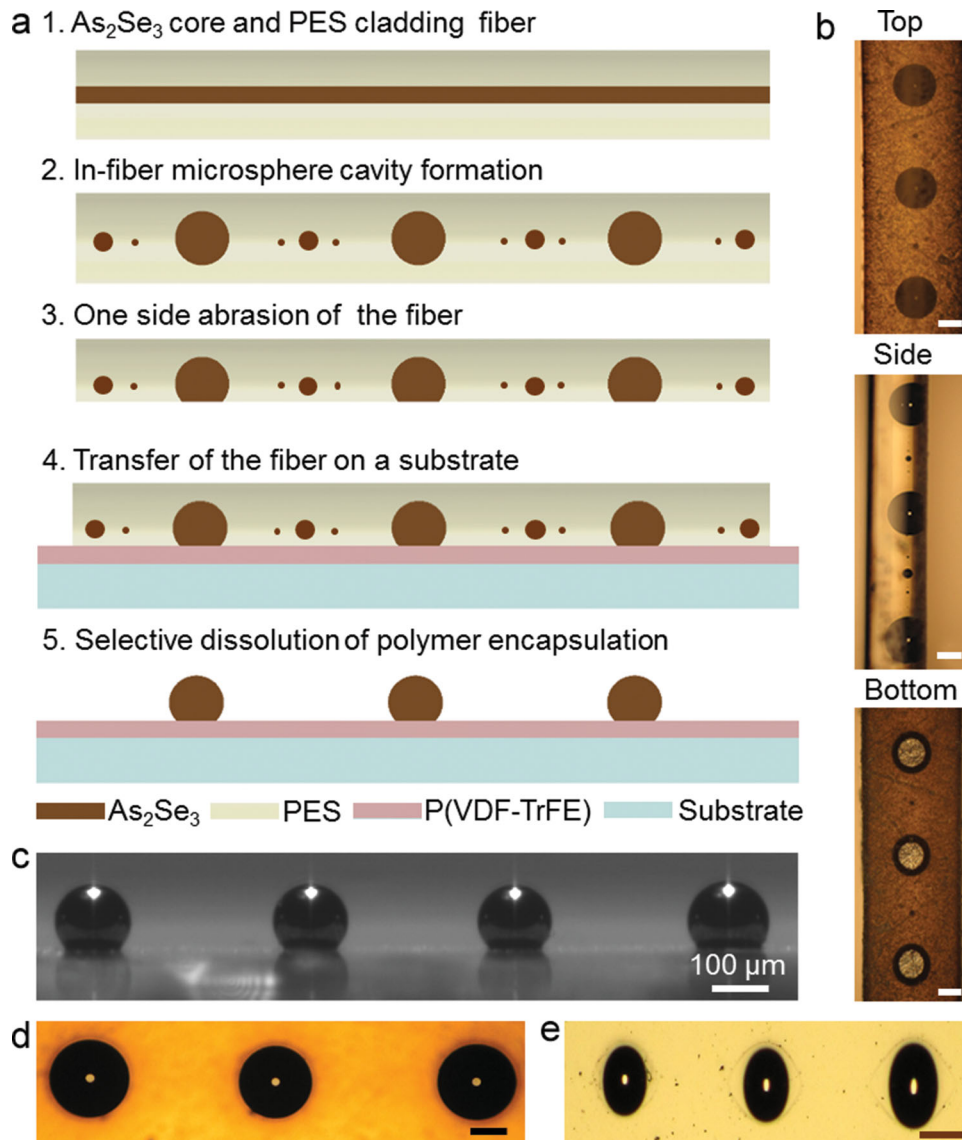 a
1. As₂Se₃ core and PES cladding fiber
2. In-fiber microsphere cavity formation
3. One side abrasion of the fiber
4. Transfer of the fiber on a substrate
5. Selective dissolution of polymer encapsulation
As₂Se₃ PES P(VDF-TrFE) Substrate
b
Top
Side
Bottom
c
100 µm
d
e